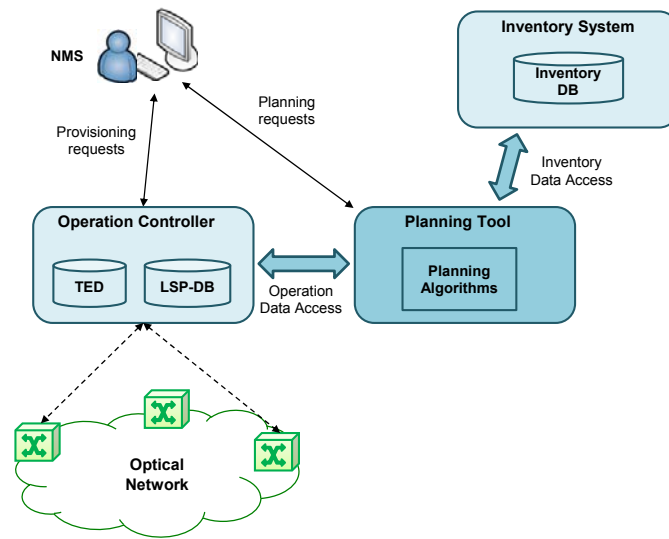 NMS
Provisioning
requests
Planning
requests
Inventory System
Inventory
DB
Inventory
Data Access
Operation Controller
TED
LSP-DB
Operation
Data Access
Planning Tool
Planning
Algorithms
Optical
Network